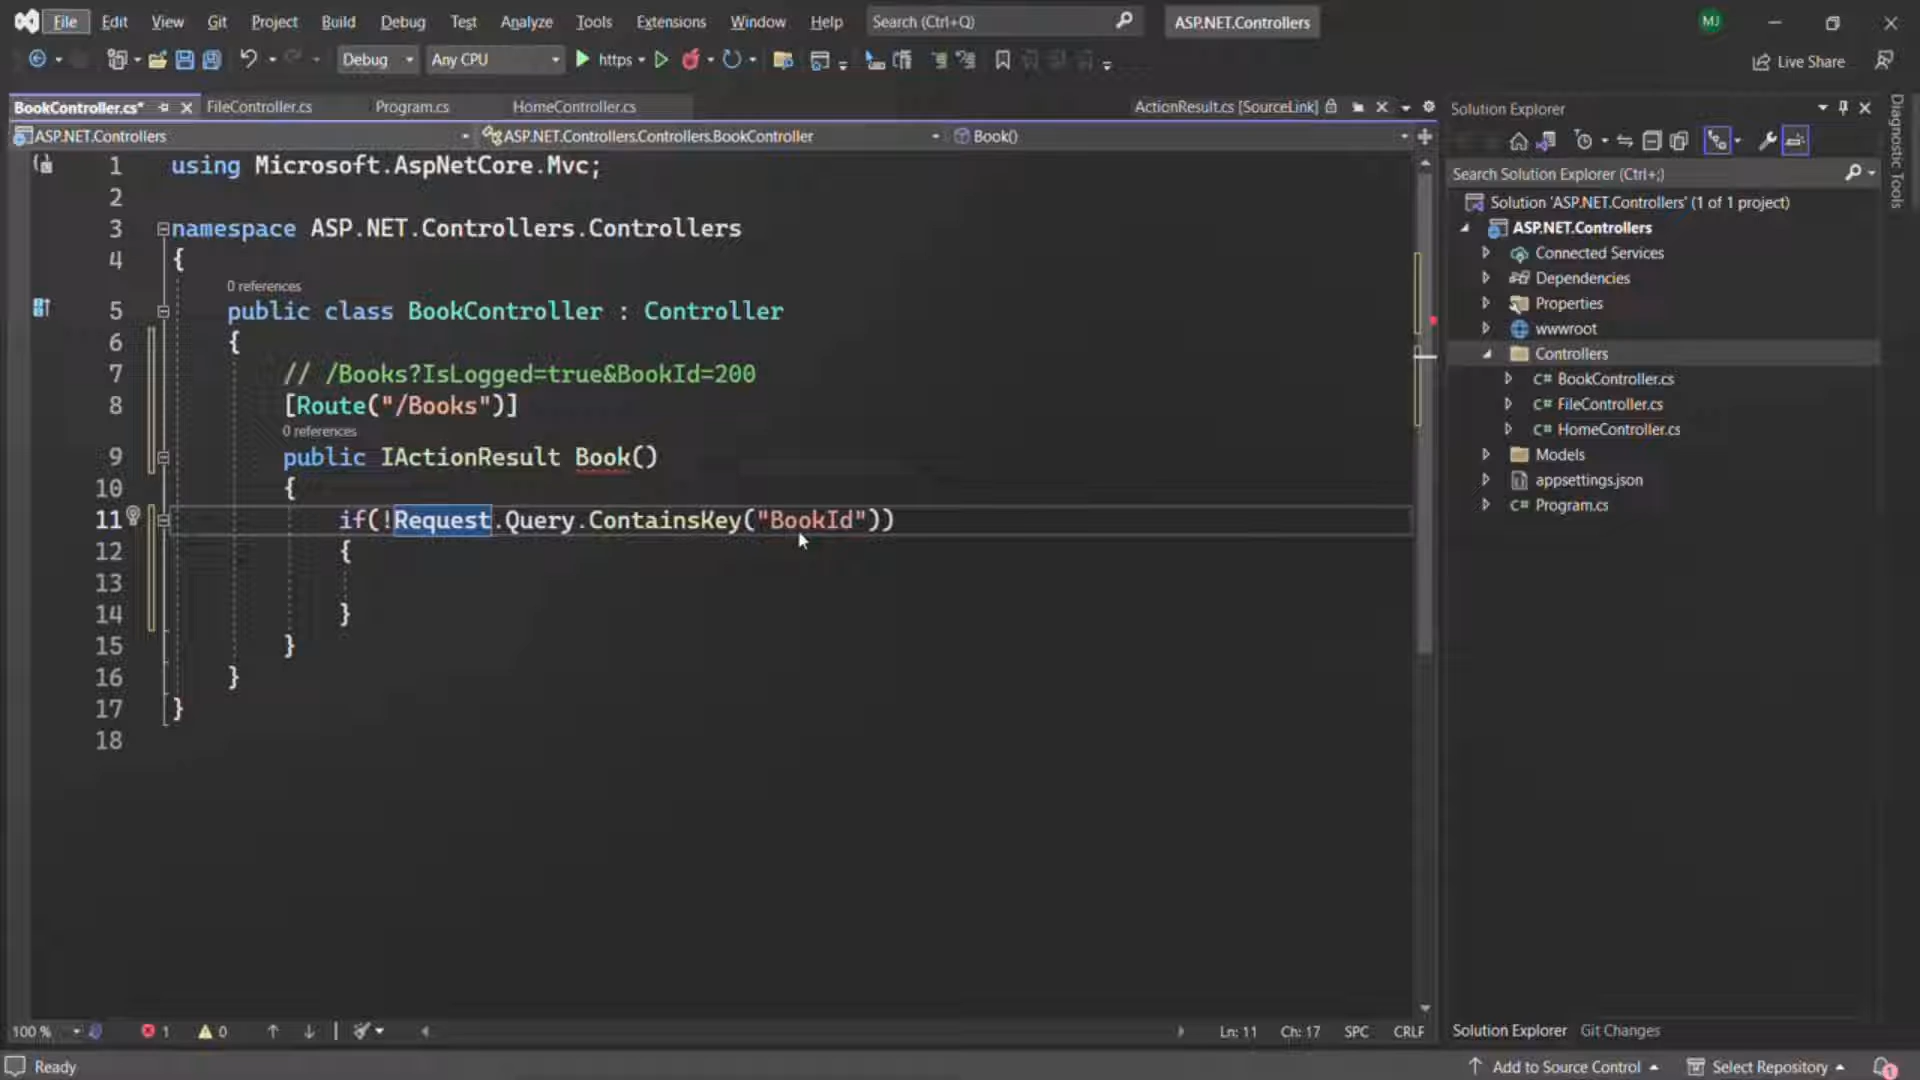 File Edit View Git Project Build Debug Test Analyze Tools Extensions Window Help Search (Ctrl+Q) ASP.NET.Controllers MJ
Debug Any CPU https Live Share
BookController.cs* FileController.cs Program.cs HomeController.cs ActionResult.cs [SourceLink]
ASP.NET.Controllers ASP.NET.Controllers.Controllers.BookController Book()
1 using Microsoft.AspNetCore.Mvc;
2
3 namespace ASP.NET.Controllers.Controllers
4 {
0 references
5 public class BookController : Controller
6 {
7 // /Books?IsLogged=true&BookId=200
8 [Route("/Books")]
0 references
9 public IActionResult Book()
10 {
11 if(!Request.Query.ContainsKey("BookId"))
12 {
13
14 }
15 }
16 }
17 }
18
100 % 1 0 Ln: 11 Ch: 17 SPC CRLF
Solution Explorer
Search Solution Explorer (Ctrl+;)
Solution 'ASP.NET.Controllers' (1 of 1 project)
ASP.NET.Controllers
Connected Services
Dependencies
Properties
wwwroot
Controllers
C# BookController.cs
C# FileController.cs
C# HomeController.cs
Models
appsettings.json
C# Program.cs
Solution Explorer Git Changes
Diagnostic Tools
Ready Add to Source Control Select Repository 1